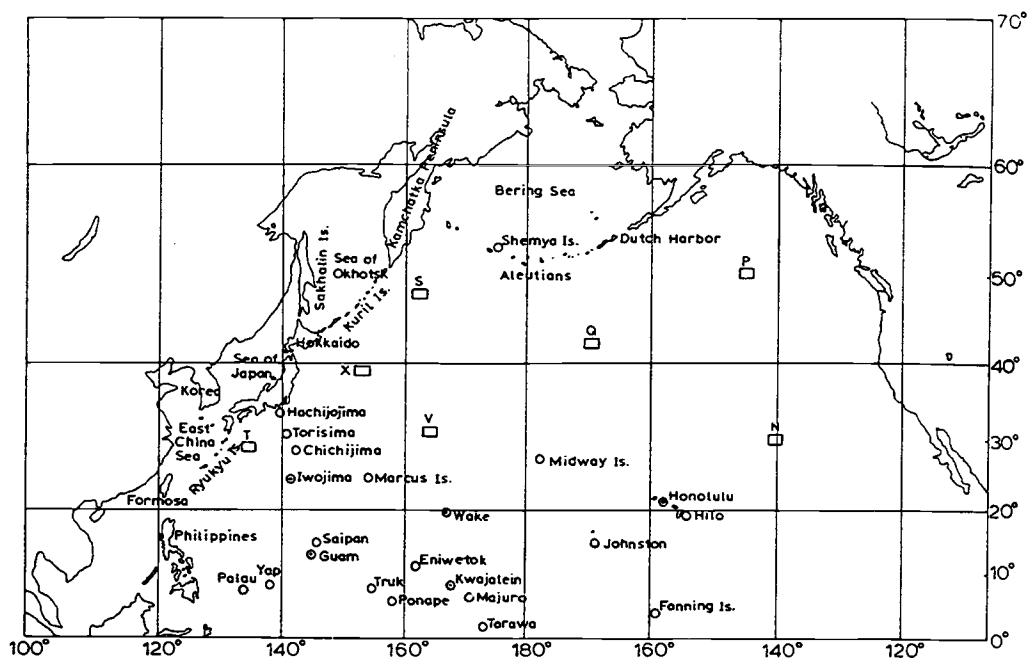 70°
60°
Kamchatka Peninsula
Bering Sea
Shemya Is.
Dutch Harbor
Sakhalin Is.
Sea of
Okhotsk
Aleutians
P
50°
S
Kuril Is.
Q
Hokkaido
Sea of
Japan
X
40°
Korea
Hachijojima
East
China
Sea
Ryukyu Is.
T
Torisima
V
N
30°
Chichijima
Midway Is.
Iwojima
Marcus Is.
Formosa
Honolulu
Wake
Hilo
20°
Philippines
Saipan
Guam
Johnston
Eniwetok
Palau
Yap
Truk
Kwajalein
10°
Ponape
Majuro
Fanning Is.
Torawa
0°
100°
120°
140°
160°
180°
160°
140°
120°